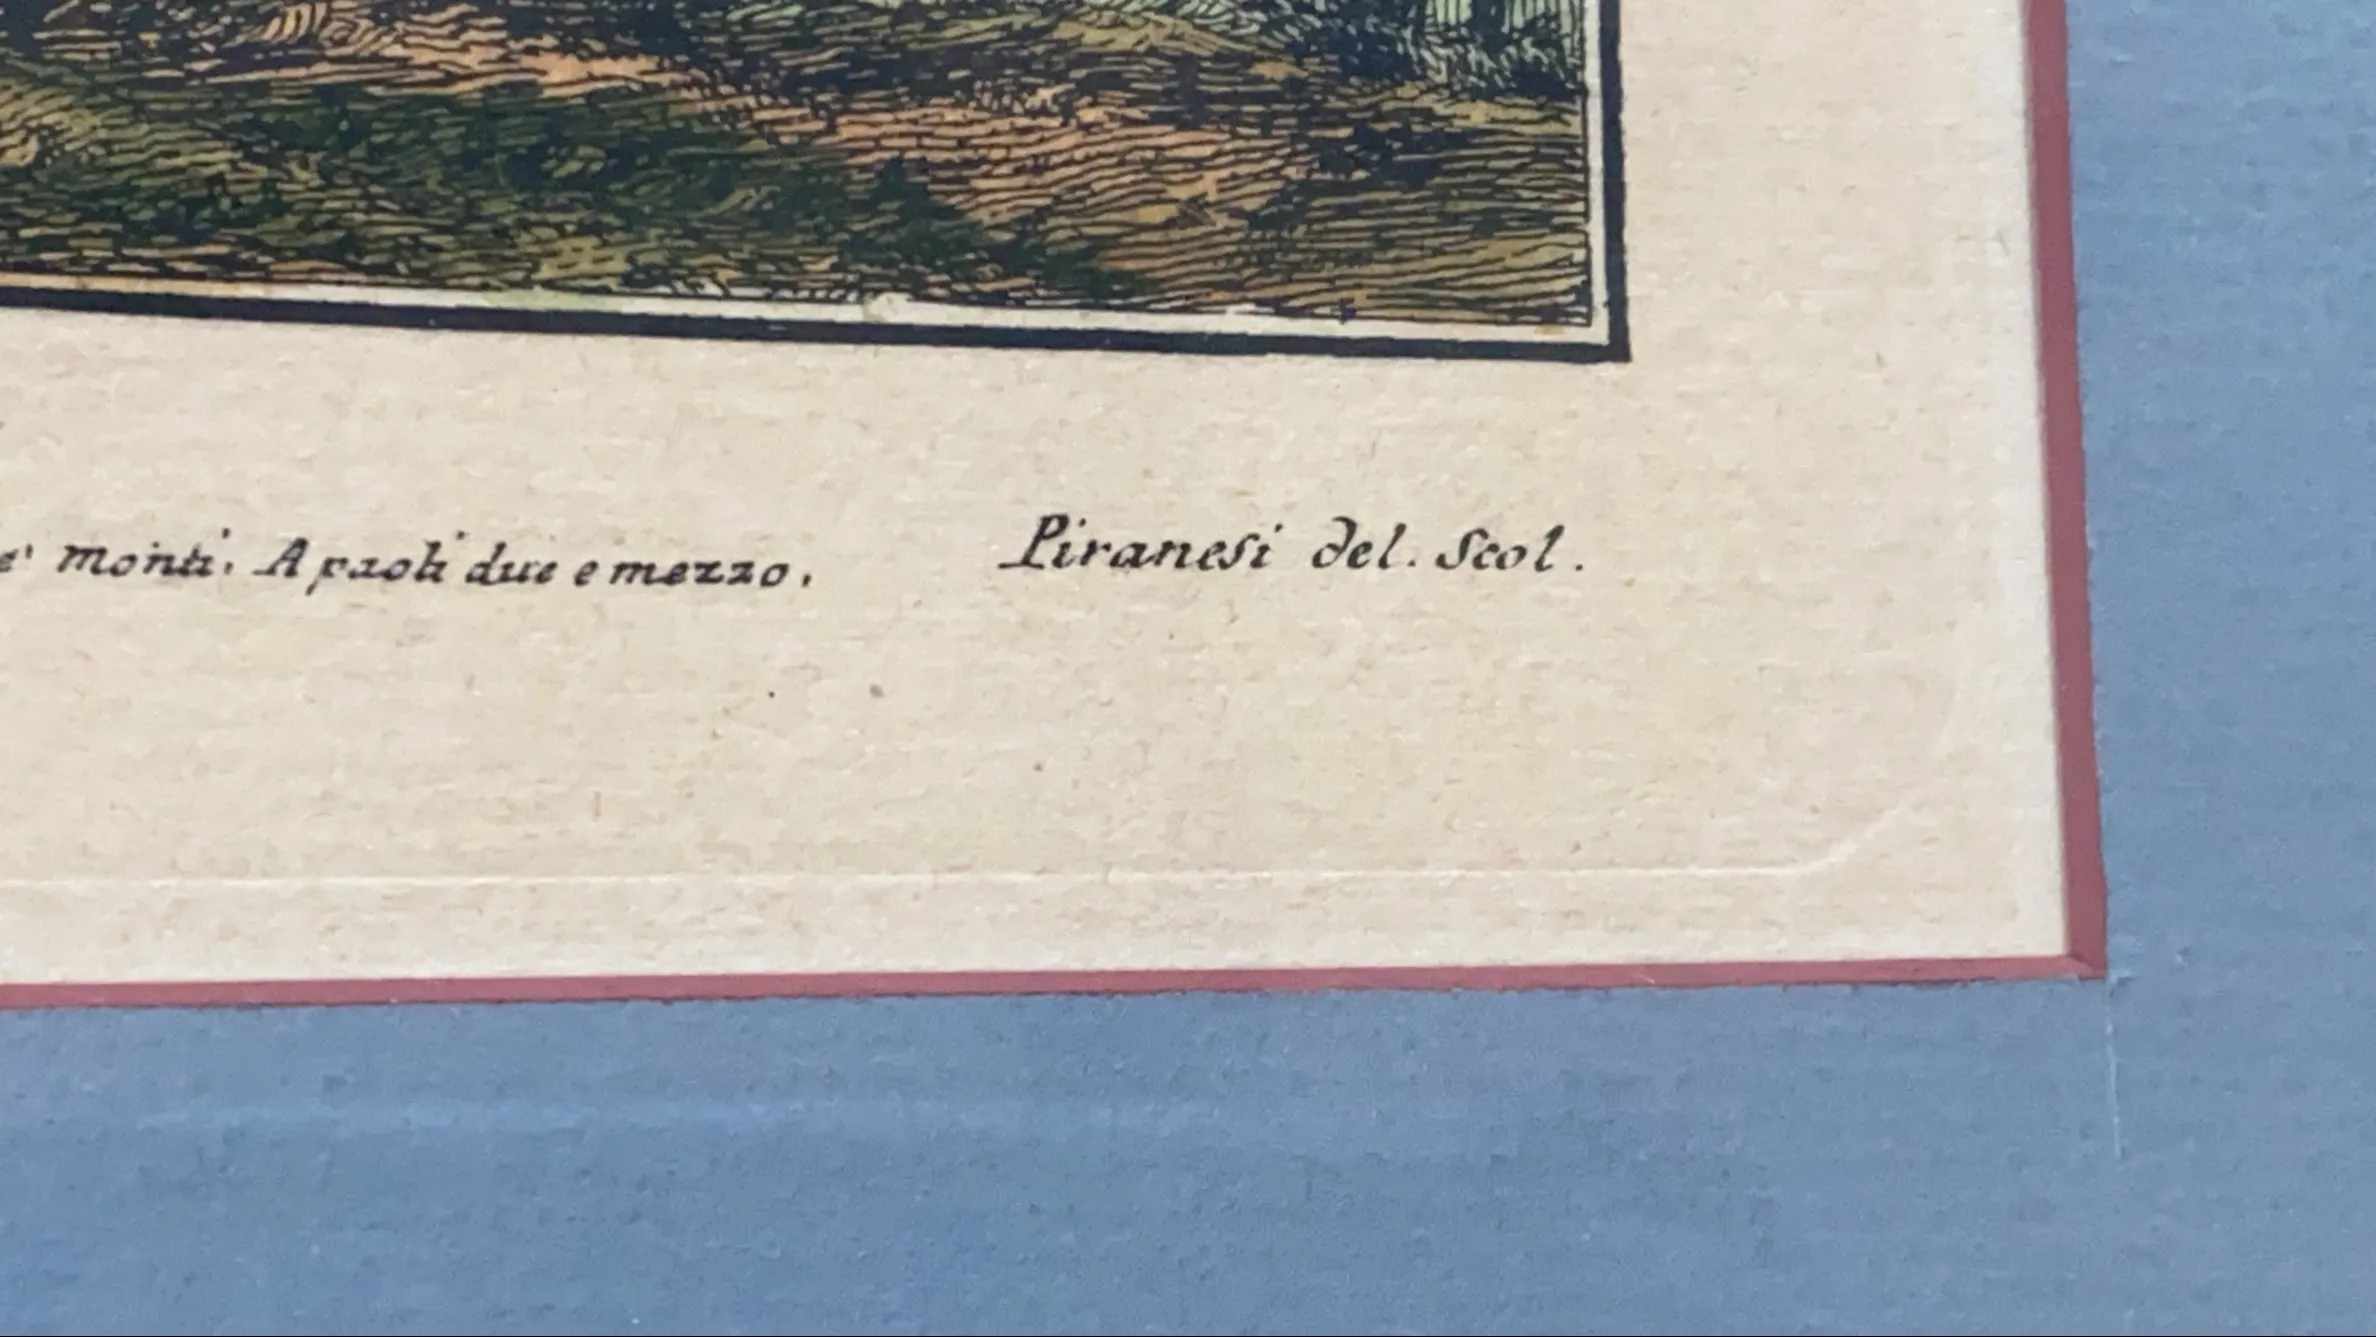 e' monti. A paoli due e mezzo.
Piranesi del. Scol.